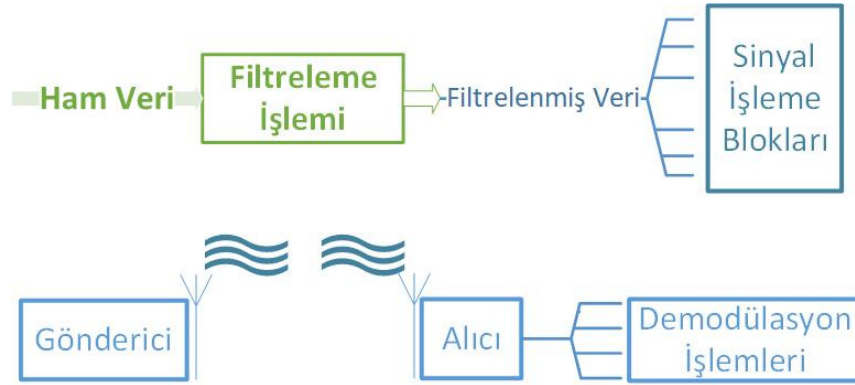 Ham Veri
Filtreleme
İşlemi
Filtrelenmiş Veri
Sinyal
İşleme
Blokları
Gönderici
Alıcı
Demodülasyon
İşlemleri